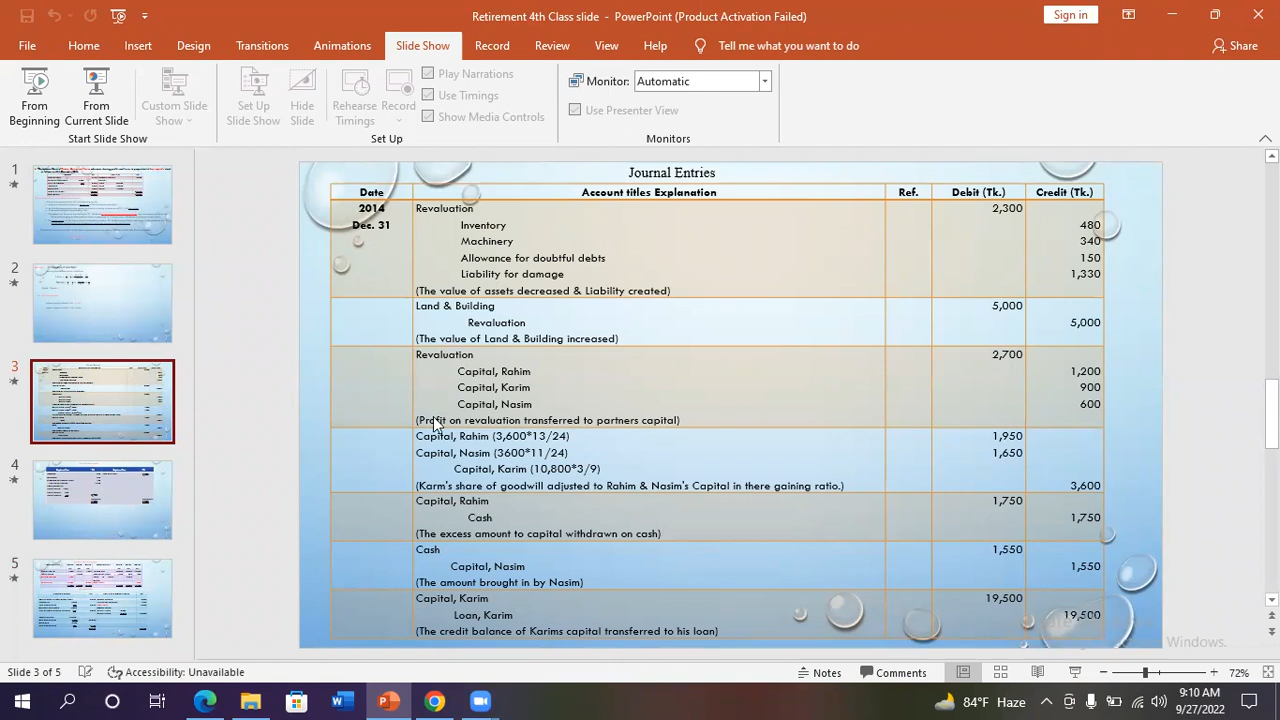 Retirement 4th Class slide - PowerPoint (Product Activation Failed)
Sign in
File Home Insert Design Transitions Animations Slide Show Record Review View Help Tell me what you want to do Share
From Beginning
From Current Slide
Custom Slide Show
Set Up Slide Show
Hide Slide
Rehearse Timings
Record
Play Narrations
Use Timings
Show Media Controls
Monitor: Automatic
Use Presenter View
Start Slide Show Set Up Monitors
1
2
3
4
5
Journal Entries
Date Account titles Explanation Ref. Debit (Tk.) Credit (Tk.)
2014 Revaluation 2,300
Dec. 31 Inventory 480
Machinery 340
Allowance for doubtful debts 150
Liability for damage 1,330
(The value of assets decreased & Liability created)
Land & Building 5,000
Revaluation 5,000
(The value of Land & Building increased)
Revaluation 2,700
Capital, Rahim 1,200
Capital, Karim 900
Capital, Nasim 600
(Profit on revaluation transferred to partners capital)
Capital, Rahim (3,600*13/24) 1,950
Capital, Nasim (3600*11/24) 1,650
Capital, Karim (10,800*3/9)
(Karm's share of goodwill adjusted to Rahim & Nasim's Capital in there gaining ratio.) 3,600
Capital, Rahim 1,750
Cash 1,750
(The excess amount to capital withdrawn on cash)
Cash 1,550
Capital, Nasim 1,550
(The amount brought in by Nasim)
Capital, Karim 19,500
Loan, Karim 19,500
(The credit balance of Karims capital transferred to his loan)
Windows.
Slide 3 of 5 Accessibility: Unavailable Notes Comments 72%
84°F Haze 9:10 AM
9/27/2022